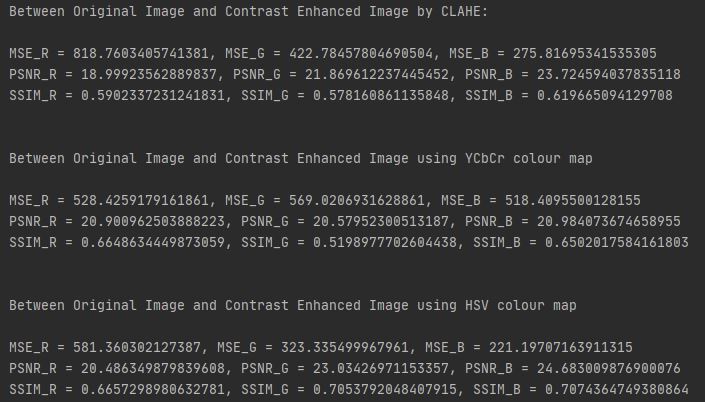 Between Original Image and Contrast Enhanced Image by CLAHE:
MSE_R = 818.7603405741381, MSE_G = 422.78457804690504, MSE_B = 275.81695341535305
PSNR_R = 18.99923562889837, PSNR_G = 21.869612237445452, PSNR_B = 23.724594037835118
SSIM_R = 0.5902337231241831, SSIM_G = 0.578160861135848, SSIM_B = 0.619665094129708
Between Original Image and Contrast Enhanced Image using YCbCr colour map
MSE_R = 528.4259179161861, MSE_G = 569.0206931628861, MSE_B = 518.4095500128155
PSNR_R = 20.900962503888223, PSNR_G = 20.57952300513187, PSNR_B = 20.984073674658955
SSIM_R = 0.6648634449873059, SSIM_G = 0.5198977702604438, SSIM_B = 0.6502017584161803
Between Original Image and Contrast Enhanced Image using HSV colour map
MSE_R = 581.360302127387, MSE_G = 323.335499967961, MSE_B = 221.19707163911315
PSNR_R = 20.486349879839608, PSNR_G = 23.03426971153357, PSNR_B = 24.683009876900076
SSIM_R = 0.6657298980632781, SSIM_G = 0.7053792048407915, SSIM_B = 0.7074364749380864